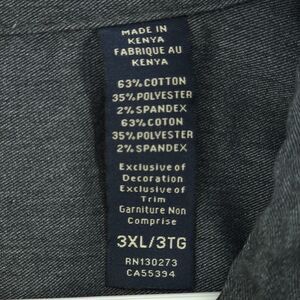 MADE IN
KENYA
FABRIQUE AU
KENYA
63% COTTON
35% POLYESTER
2% SPANDEX
63% COTON
35% POLYESTER
2% SPANDEX
Exclusive of
Decoration
Exclusive of
Trim
Garniture Non
Comprise
3XL/3TG
RN130273
CA55394